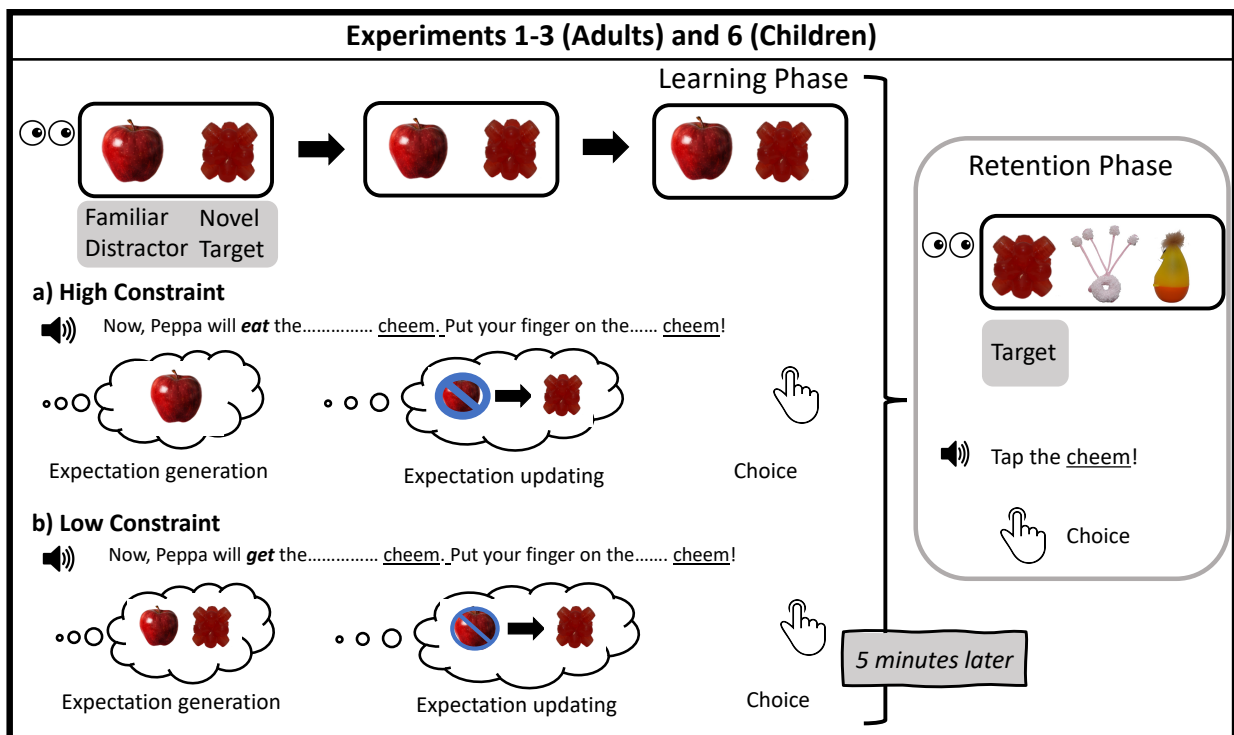 Experiments 1-3 (Adults) and 6 (Children)
Learning Phase
Familiar Novel
Distractor Target
a) High Constraint
Now, Peppa will eat the.............. cheem. Put your finger on the...... cheem!
Expectation generation
Expectation updating
Choice
b) Low Constraint
Now, Peppa will get the............... cheem. Put your finger on the....... cheem!
Expectation generation
Expectation updating
Choice
5 minutes later
Retention Phase
Target
Tap the cheem!
Choice